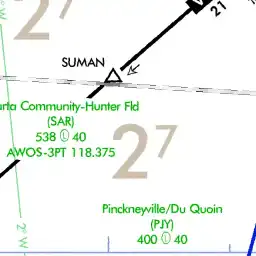 27
21
SUMAN
rta Community-Hunter Fld
(SAR)
538 Ⓛ 40
AWOS-3PT 118.375
27
Pinckneyville/Du Quoin
(PJY)
400 Ⓛ 40
2°W